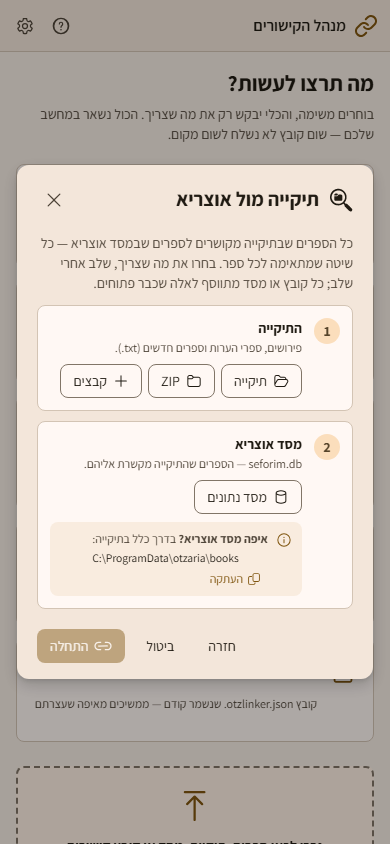 מנהל הקישורים
מה תרצו לעשות?
בוחרים משימה, והכלי יבקש רק את מה שצריך. הכול נשאר במחשב
שלכם — שום קובץ לא נשלח לשום מקום.
תיקייה מול אוצריא
כל הספרים שבתיקייה מקושרים לספרים שבמסד אוצריא — כל
שיטה שמתאימה לכל ספר. בחרו את מה שצריך, שלב אחרי
שלב; כל קובץ או מסד מתווסף לאלה שכבר פתוחים.
1
התיקייה
פירושים, ספרי הערות וספרים חדשים (txt.).
תיקייה
ZIP
קבצים
2
מסד אוצריא
seforim.db — הספרים שהתיקייה מקשרת אליהם.
מסד נתונים
איפה מסד אוצריא? בדרך כלל בתיקייה:
C:\ProgramData\otzaria\books
העתקה
חזרה
ביטול
התחלה
קובץ otzlinker.json. שנשמר קודם — ממשיכים מאיפה שעצרתם